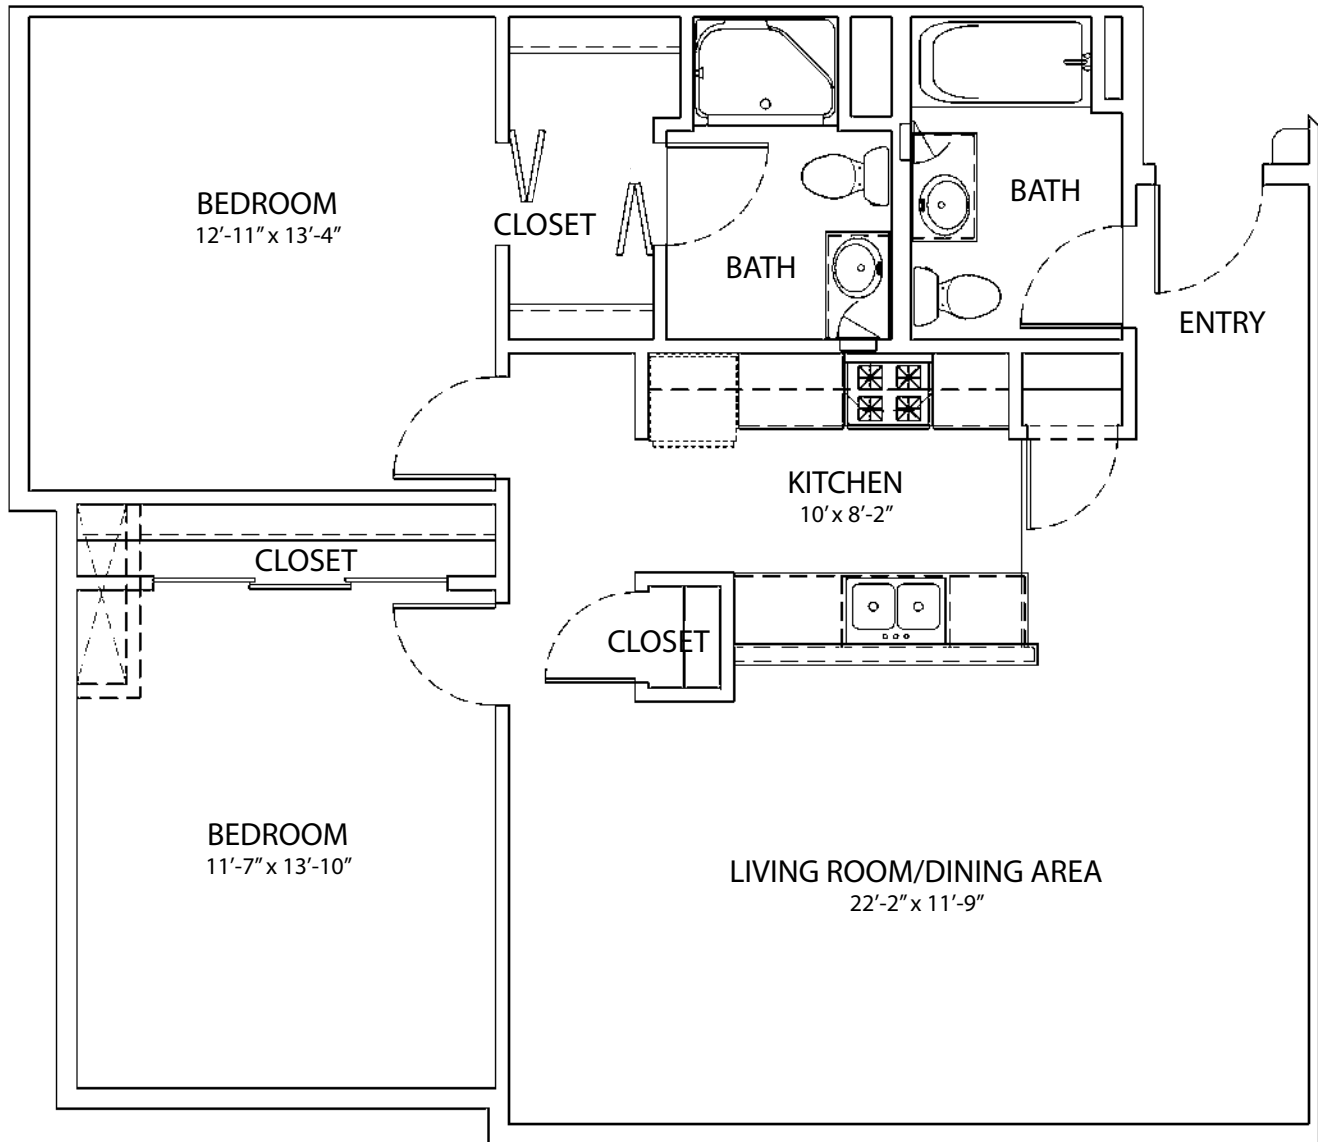 BEDROOM
12’-11” x 13’-4”
CLOSET
BATH
BATH
ENTRY
KITCHEN
10’ x 8’-2”
CLOSET
CLOSET
BEDROOM
11’-7” x 13’-10”
LIVING ROOM/DINING AREA
22’-2” x 11’-9”